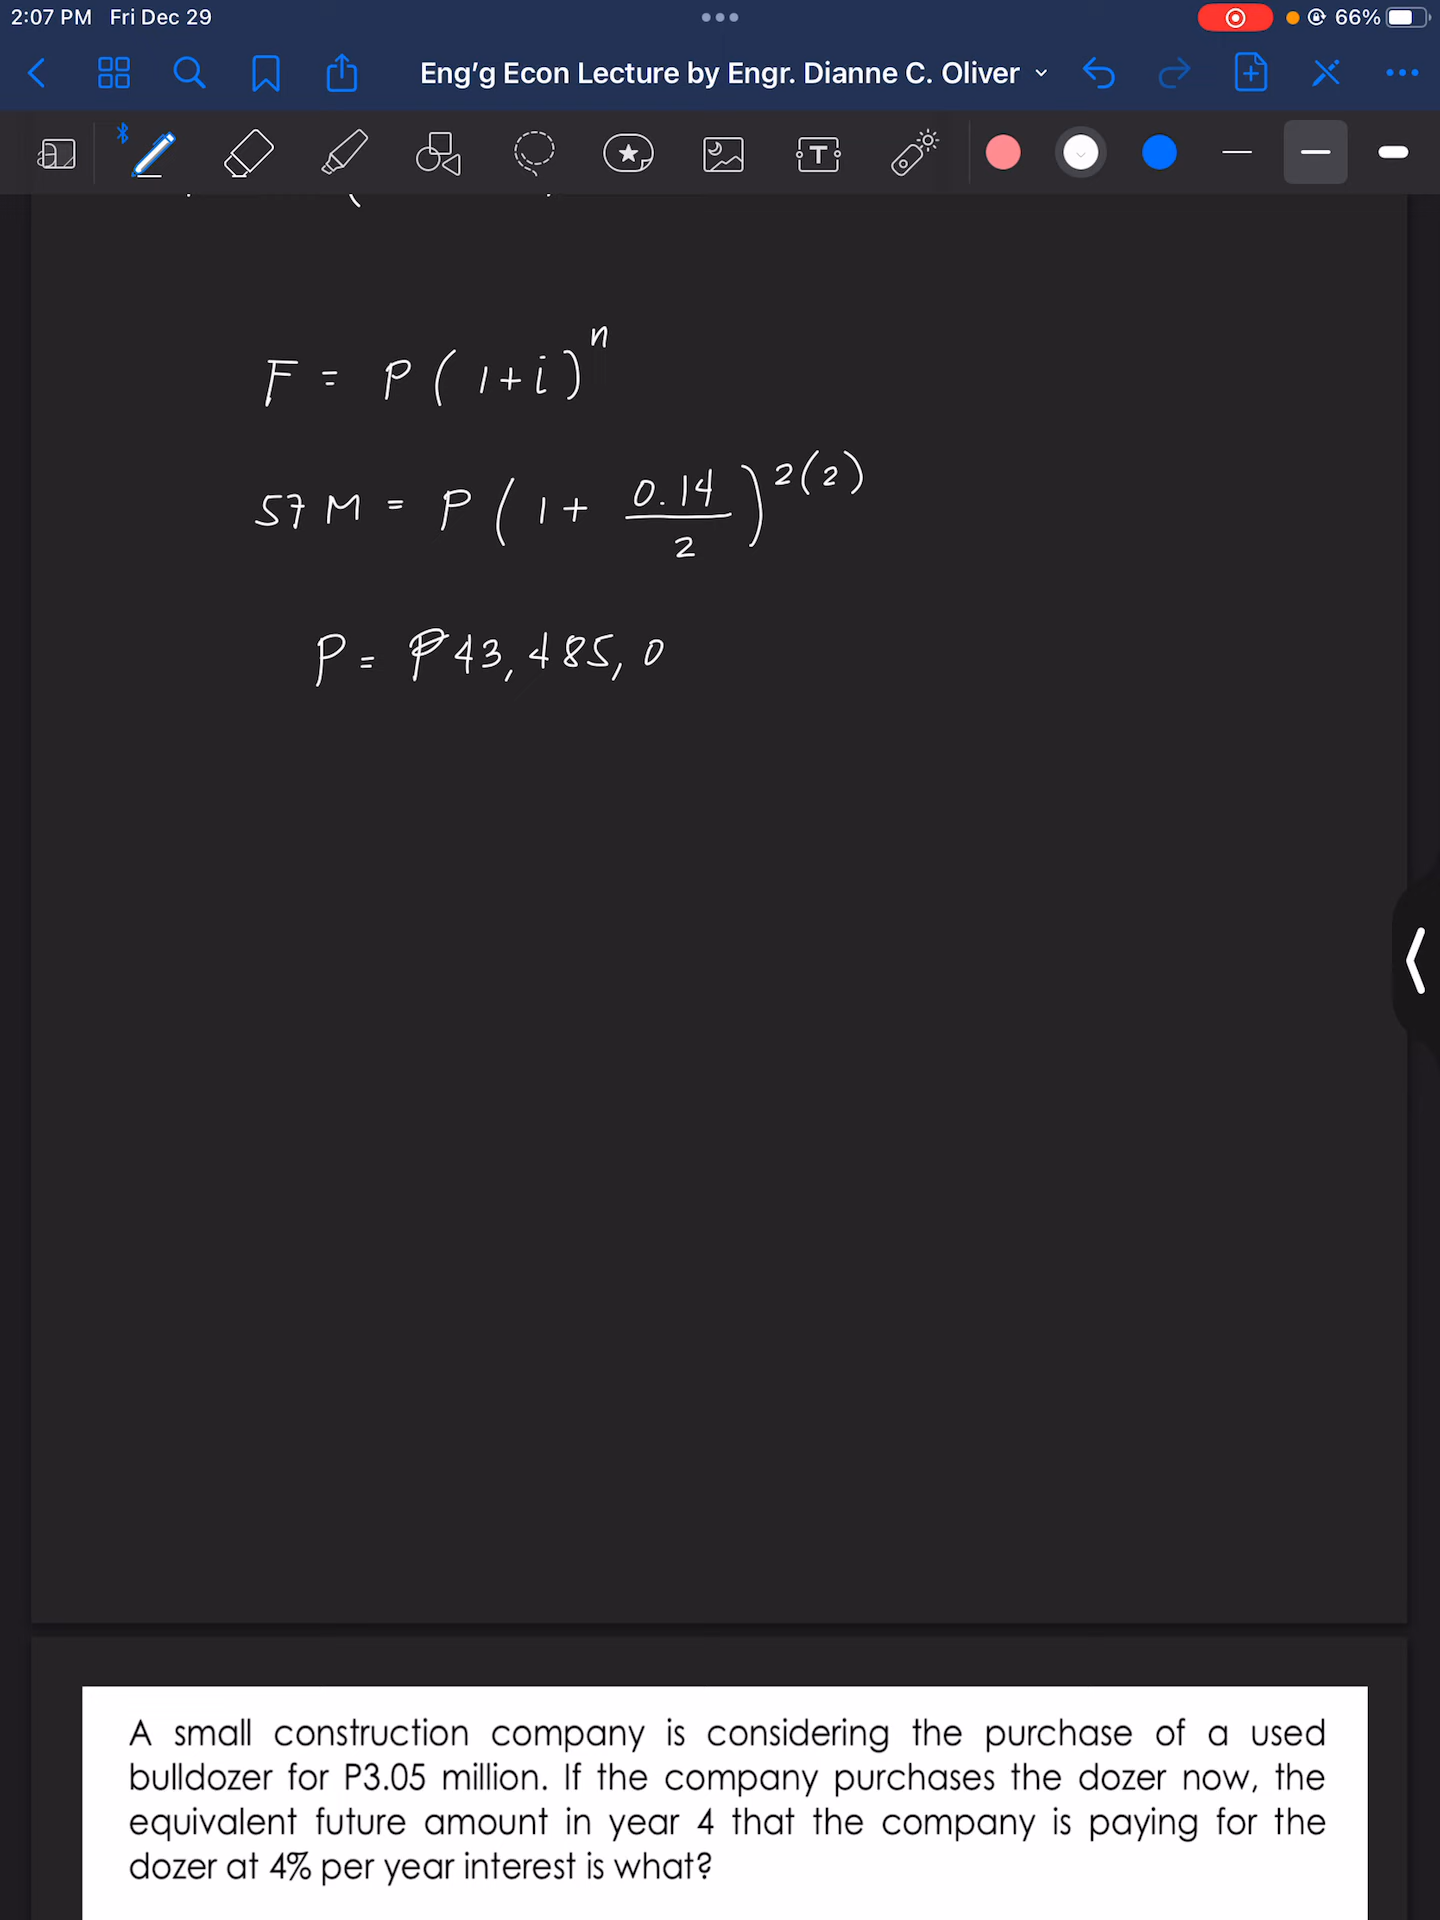 2:07 PM Fri Dec 29
66%
Eng'g Econ Lecture by Engr. Dianne C. Oliver
F = P ( 1+i )^n
57 M = P ( 1 + 0.14 / 2 )^2(2)
P = ₱43,485,0
A small construction company is considering the purchase of a used
bulldozer for P3.05 million. If the company purchases the dozer now, the
equivalent future amount in year 4 that the company is paying for the
dozer at 4% per year interest is what?